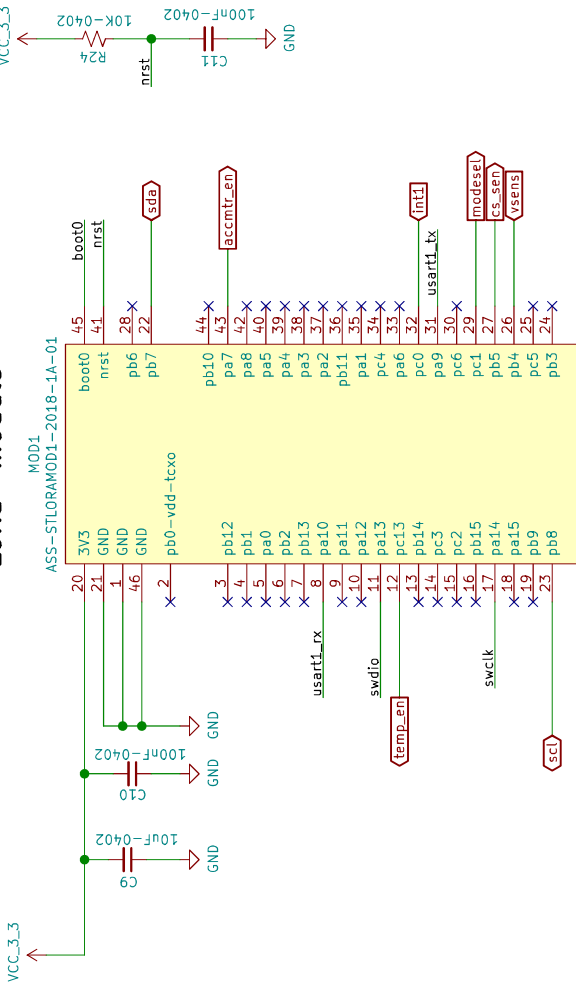 VCC_3_3
10K-0402
R24
nrst
100nF-0402
C11
GND
boot0
nrst
sda
accmtr_en
int1
usart1_tx
modesel
cs_sen
vsens
45
41
28
22
44
43
42
40
39
38
37
36
35
34
33
32
31
30
29
27
26
25
24
MOD1
ASS-STLORAMOD1-2018-1A-01
boot0
nrst
pb6
pb7
pb10
pa7
pa8
pa5
pa4
pa3
pa2
pb11
pa1
pc4
pa6
pc0
pa9
pc6
pc1
pb5
pb4
pc5
pb3
3V3
GND
GND
GND
pb0-vdd-tcxo
pb12
pb1
pa0
pb2
pb13
pa10
pa11
pa12
pa13
pc13
pb14
pc3
pc2
pb15
pa14
pa15
pb9
pb8
20
21
1
46
2
3
4
5
6
7
8
9
10
11
12
13
14
15
16
17
18
19
23
usart1_rx
swdio
temp_en
swclk
scl
GND
100nF-0402
C10
GND
10uF-0402
C9
GND
VCC_3_3